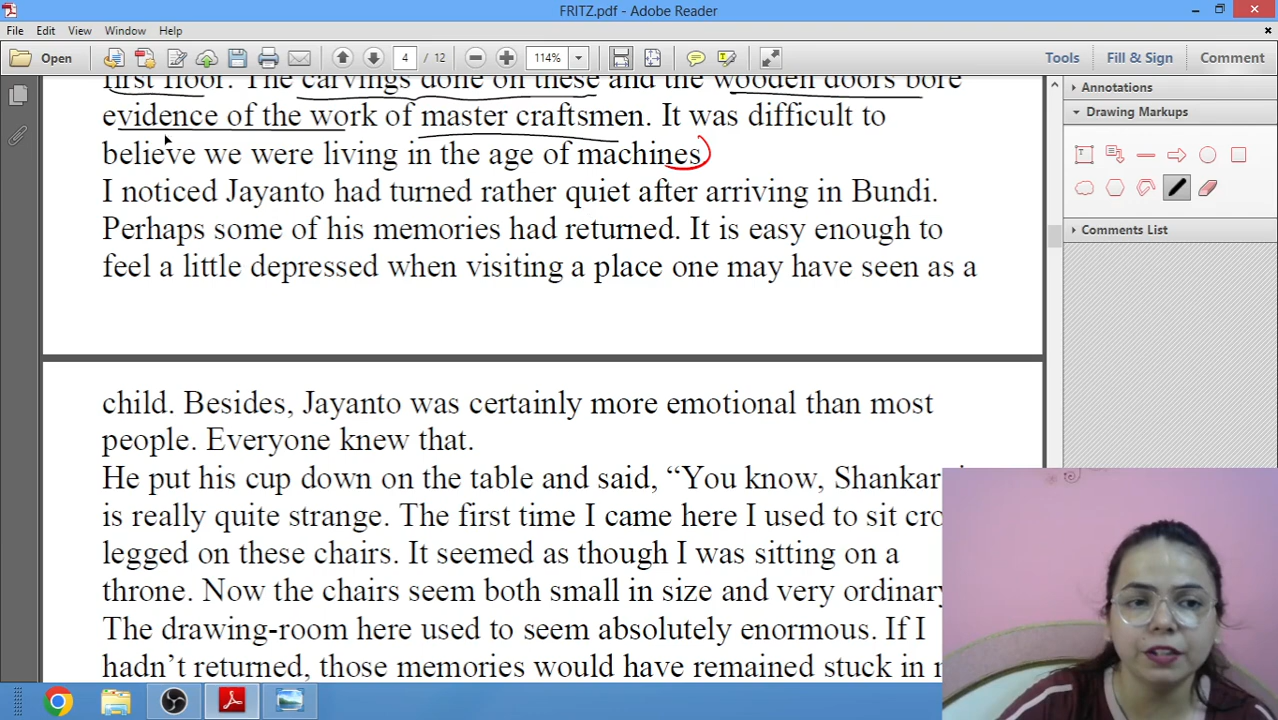 FRITZ.pdf - Adobe Reader
File Edit View Window Help
Open 4 / 12 114% Tools Fill & Sign Comment
first floor. The carvings done on these and the wooden doors bore
evidence of the work of master craftsmen. It was difficult to
believe we were living in the age of machines
I noticed Jayanto had turned rather quiet after arriving in Bundi.
Perhaps some of his memories had returned. It is easy enough to
feel a little depressed when visiting a place one may have seen as a
child. Besides, Jayanto was certainly more emotional than most
people. Everyone knew that.
He put his cup down on the table and said, “You know, Shankar
is really quite strange. The first time I came here I used to sit cro
legged on these chairs. It seemed as though I was sitting on a
throne. Now the chairs seem both small in size and very ordinary
The drawing-room here used to seem absolutely enormous. If I
hadn’t returned, those memories would have remained stuck in
Annotations
Drawing Markups
Comments List